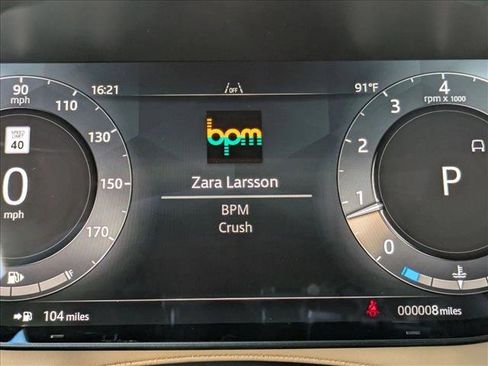 90
mph
110
16:21
OFF
91°F
3
4
rpm x 1000
SPEED
LIMIT
40
130
bpm
2
0
mph
150
Zara Larsson
P
BPM
1
Crush
170
0
F
104 miles
000008 miles